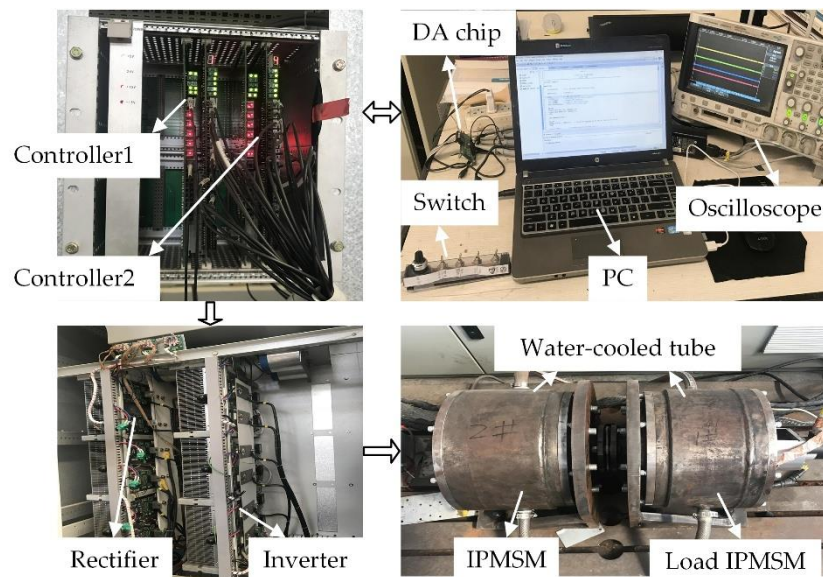 DA chip
Controller1
Switch
Oscilloscope
Controller2
PC
Water-cooled tube
Rectifier
Inverter
IPMSM
Load IPMSM